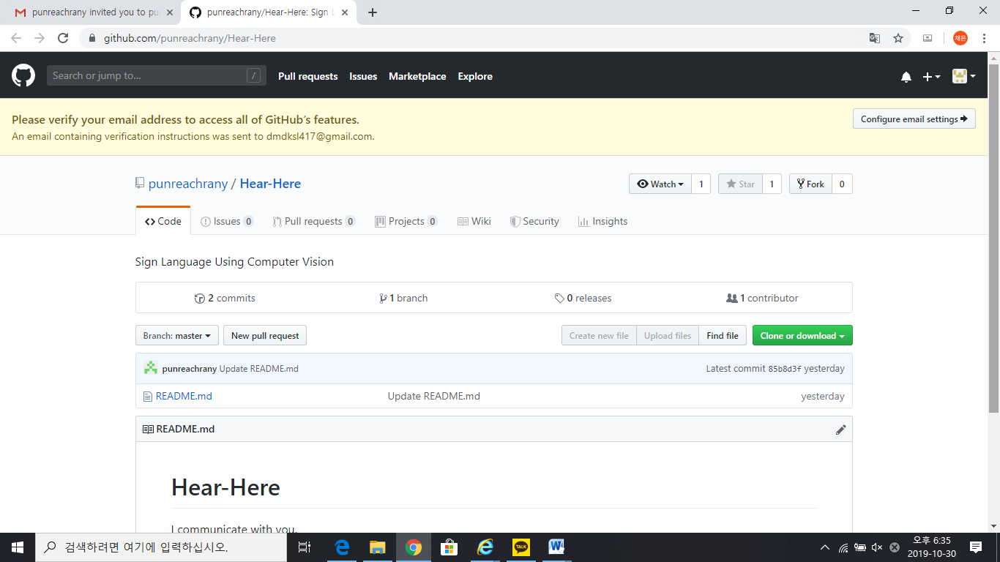 punreachrany invited you to pu
punreachrany/Hear-Here: Sign L
github.com/punreachrany/Hear-Here
채은
Search or jump to...
/
Pull requests
Issues
Marketplace
Explore
Please verify your email address to access all of GitHub's features.
An email containing verification instructions was sent to dmdksl417@gmail.com.
Configure email settings
punreachrany / Hear-Here
Watch 1
Star 1
Fork 0
Code
Issues 0
Pull requests 0
Projects 0
Wiki
Security
Insights
Sign Language Using Computer Vision
2 commits
1 branch
0 releases
1 contributor
Branch: master
New pull request
Create new file
Upload files
Find file
Clone or download
punreachrany Update README.md
Latest commit 85b8d3f yesterday
README.md
Update README.md
yesterday
README.md
Hear-Here
I communicate with you.
검색하려면 여기에 입력하십시오.
TALK
오후 6:35
2019-10-30